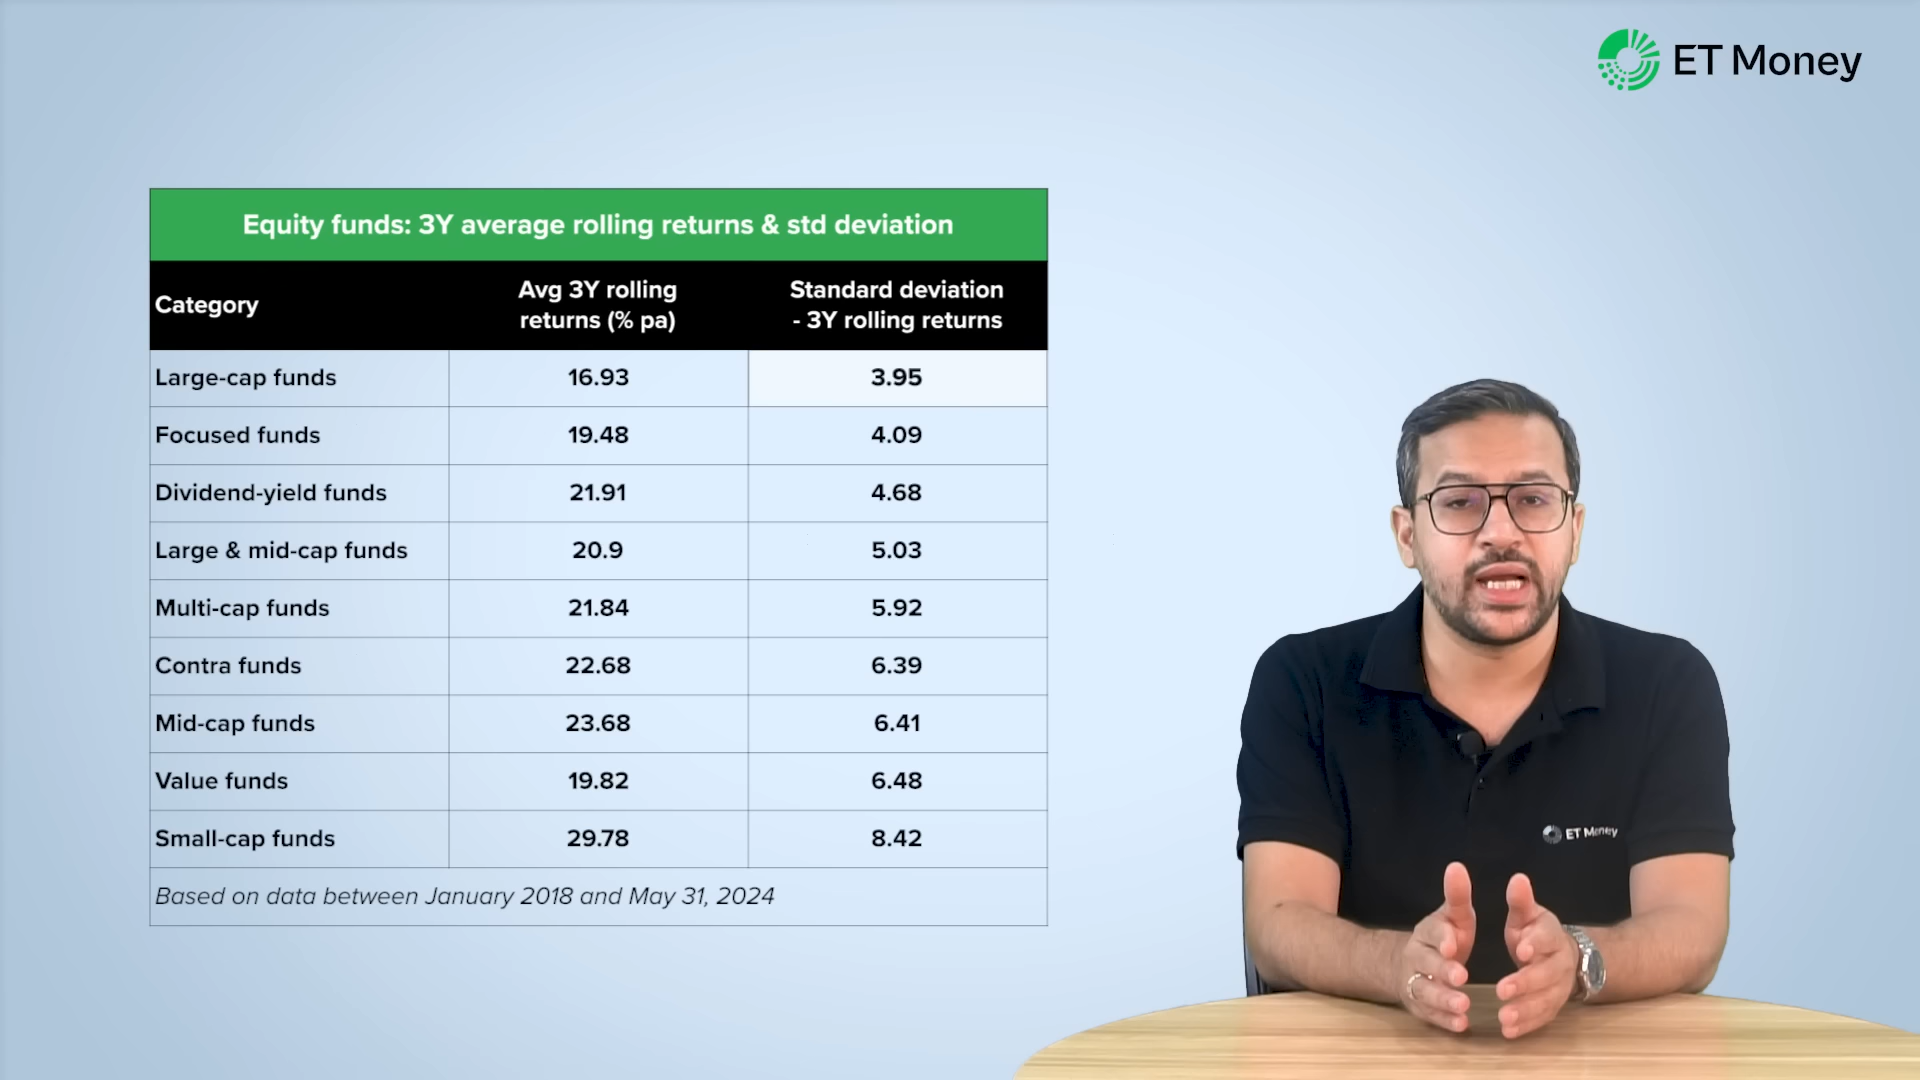 ET Money
Equity funds: 3Y average rolling returns & std deviation
Category
Avg 3Y rolling
returns (% pa)
Standard deviation
- 3Y rolling returns
Large-cap funds 16.93 3.95
Focused funds 19.48 4.09
Dividend-yield funds 21.91 4.68
Large & mid-cap funds 20.9 5.03
Multi-cap funds 21.84 5.92
Contra funds 22.68 6.39
Mid-cap funds 23.68 6.41
Value funds 19.82 6.48
Small-cap funds 29.78 8.42
Based on data between January 2018 and May 31, 2024
ET Money